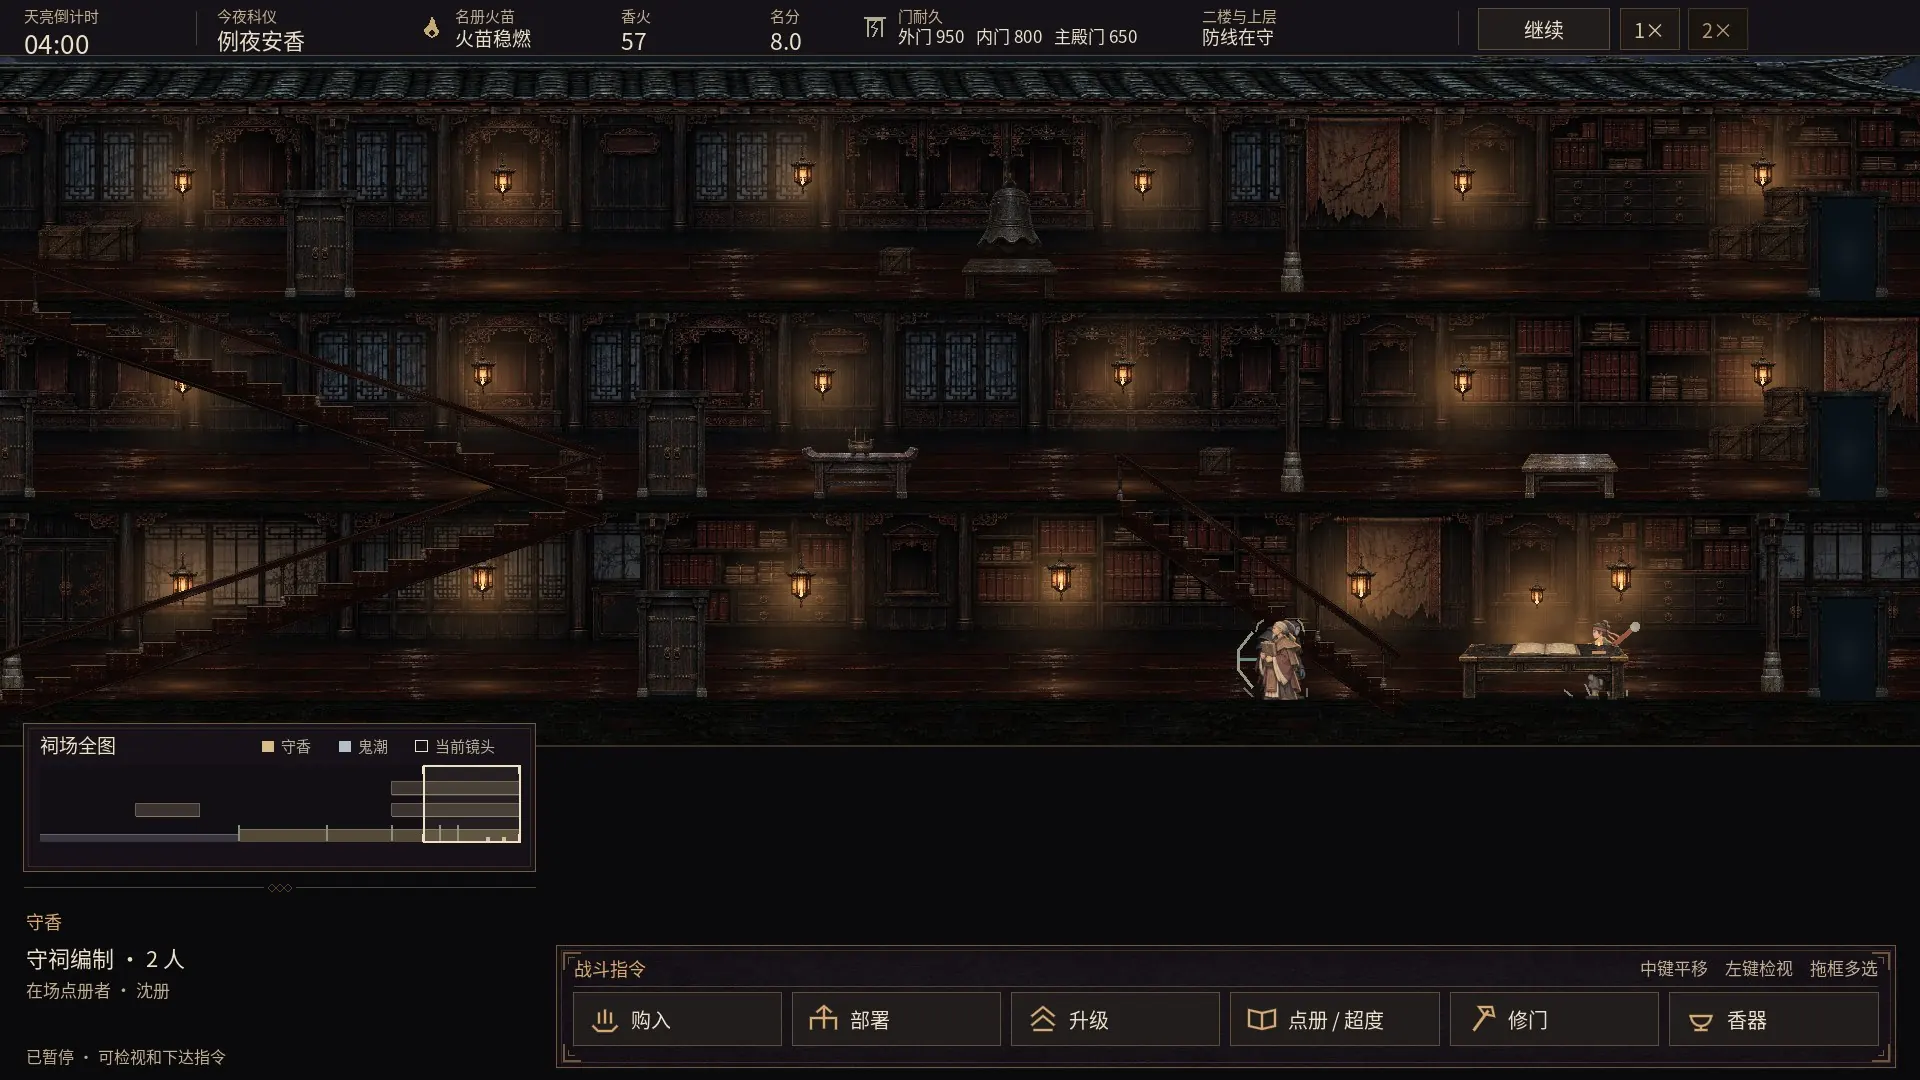 天亮倒计时
04:00
今夜科仪
例夜安香
名册火苗
火苗稳燃
香火
57
名分
8.0
门耐久
外门 950 内门 800 主殿门 650
二楼与上层
防线在守
继续
1×
2×
祠场全图
守香
鬼潮
当前镜头
守香
守祠编制 · 2 人
在场点册者 · 沈册
已暂停 · 可检视和下达指令
战斗指令
中键平移 左键检视 拖框多选
购入
部署
升级
点册 / 超度
修门
香器